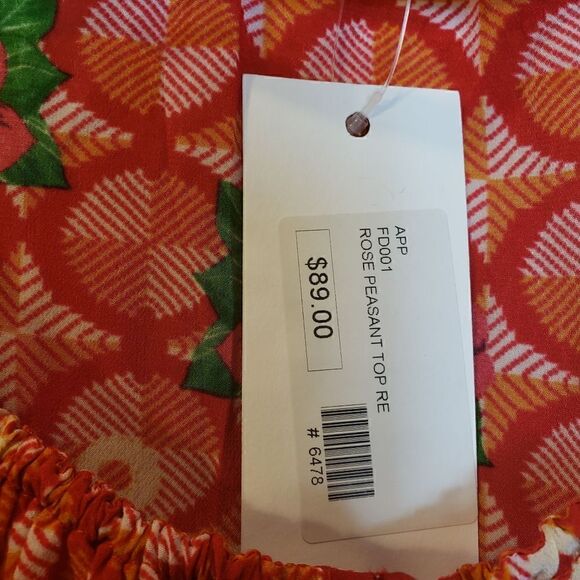 APP
FD001
ROSE PEASANT TOP RE
$89.00
# 6478